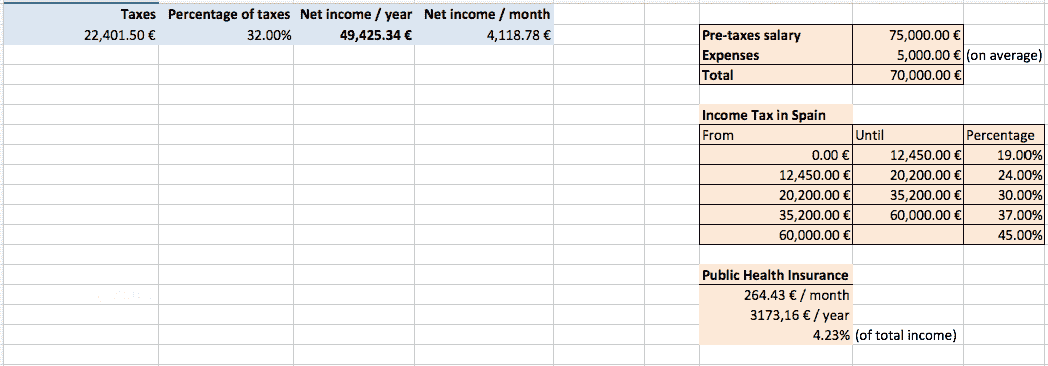 Taxes Percentage of taxes Net income / year Net income / month
22,401.50 € 32.00% 49,425.34 € 4,118.78 €
Pre-taxes salary 75,000.00 €
Expenses 5,000.00 € (on average)
Total 70,000.00 €
Income Tax in Spain
From Until Percentage
0.00 € 12,450.00 € 19.00%
12,450.00 € 20,200.00 € 24.00%
20,200.00 € 35,200.00 € 30.00%
35,200.00 € 60,000.00 € 37.00%
60,000.00 € 45.00%
Public Health Insurance
264.43 € / month
3173,16 € / year
4.23% (of total income)